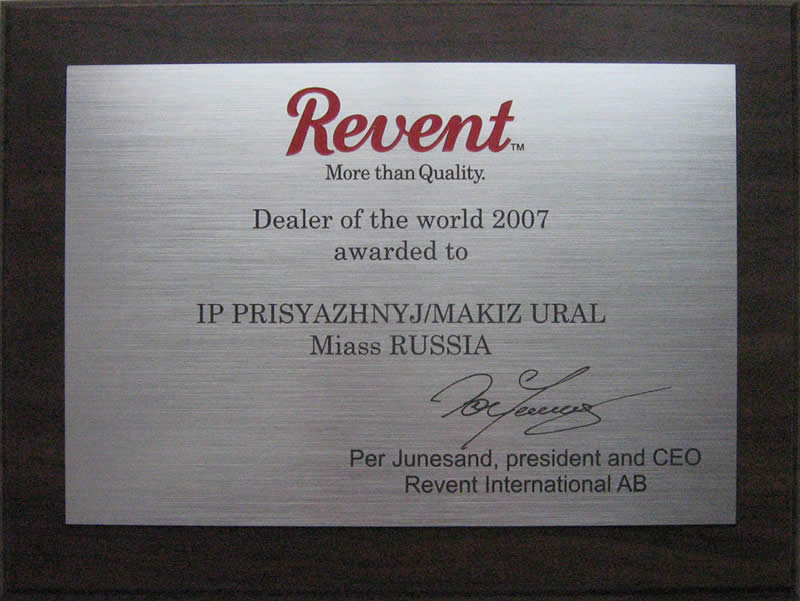 Revent™
More than Quality.
Dealer of the world 2007
awarded to
IP PRISYAZHNYJ/MAKIZ URAL
Miass RUSSIA
Per Junesand, president and CEO
Revent International AB